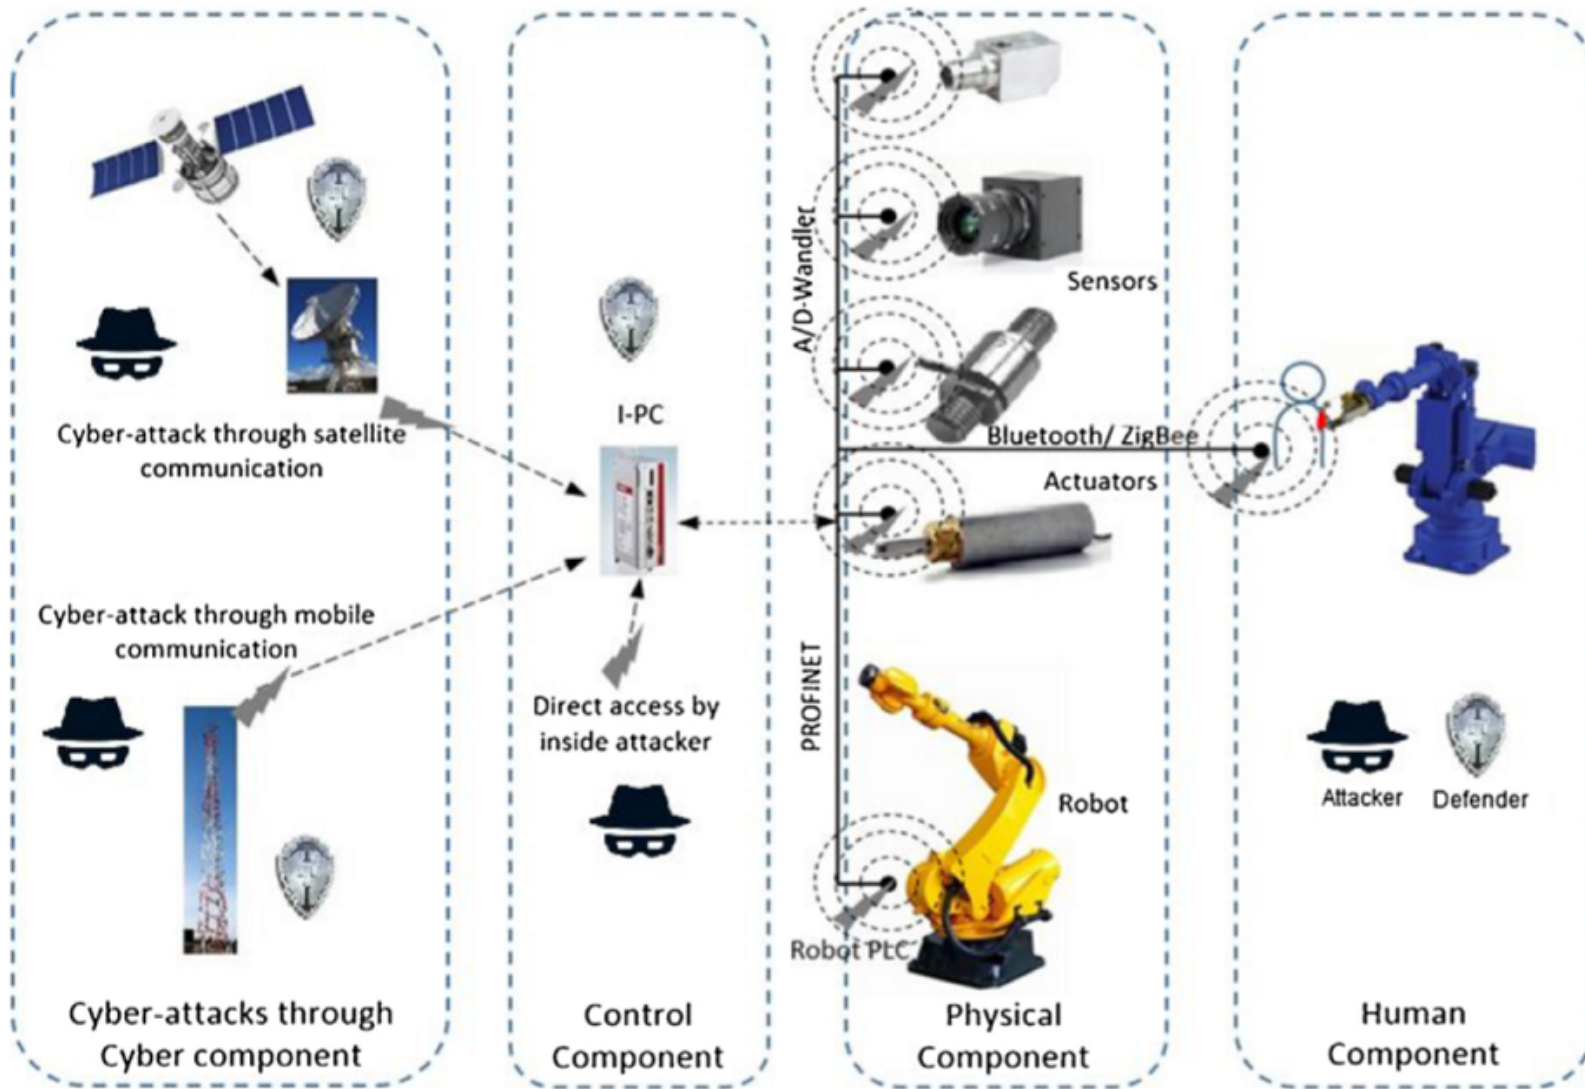 Cyber-attack through satellite
communication
Cyber-attack through mobile
communication
Cyber-attacks through
Cyber component
I-PC
Direct access by
inside attacker
Control
Component
A/D-Wandler
PROFINET
Sensors
Bluetooth/ ZigBee
Actuators
Robot
Robot PLC
Physical
Component
Attacker
Defender
Human
Component